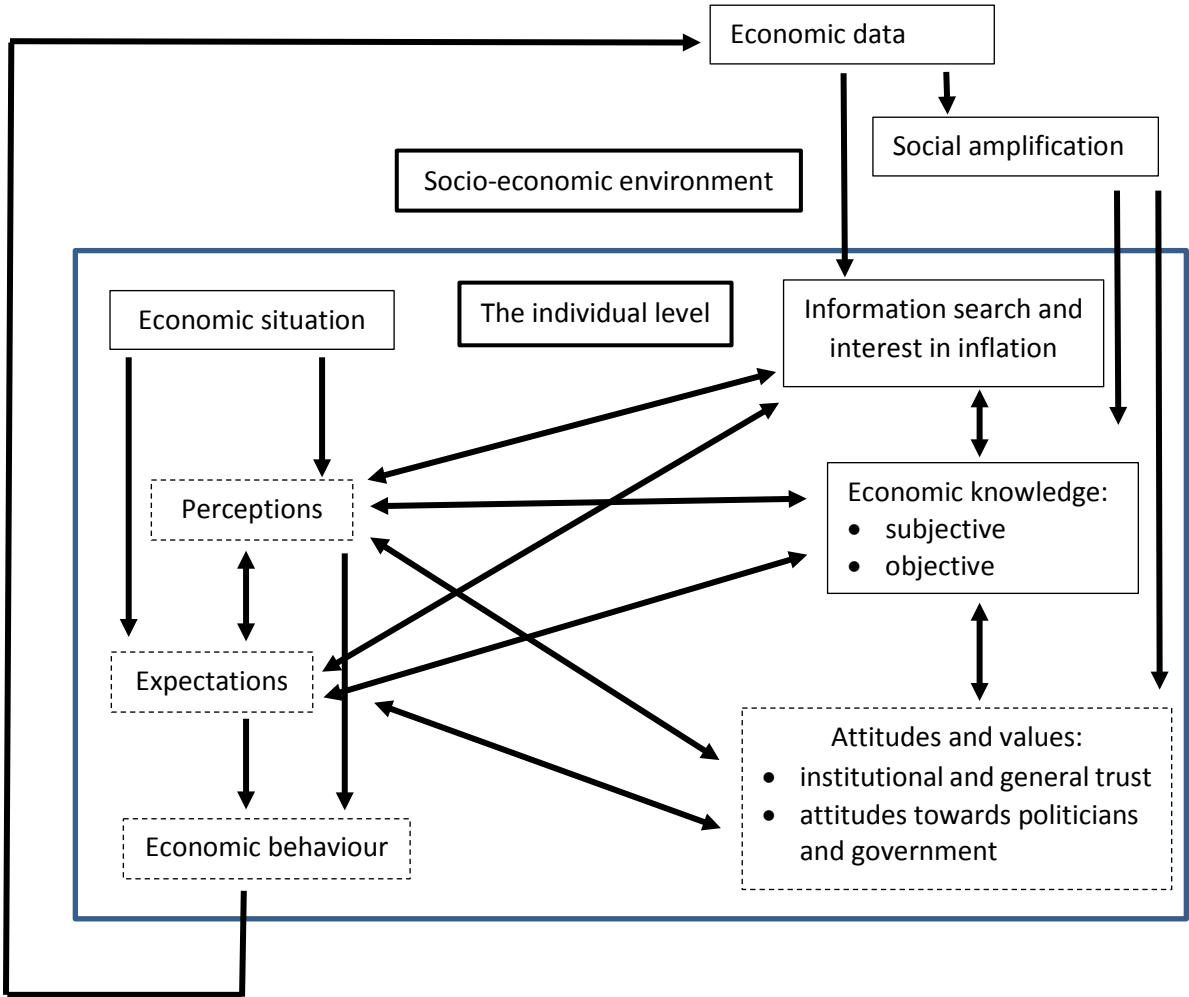 Economic data
Social amplification
Socio-economic environment
The individual level
Economic situation
Information search and
interest in inflation
Perceptions
Economic knowledge:
• subjective
• objective
Expectations
Attitudes and values:
• institutional and general trust
• attitudes towards politicians
and government
Economic behaviour